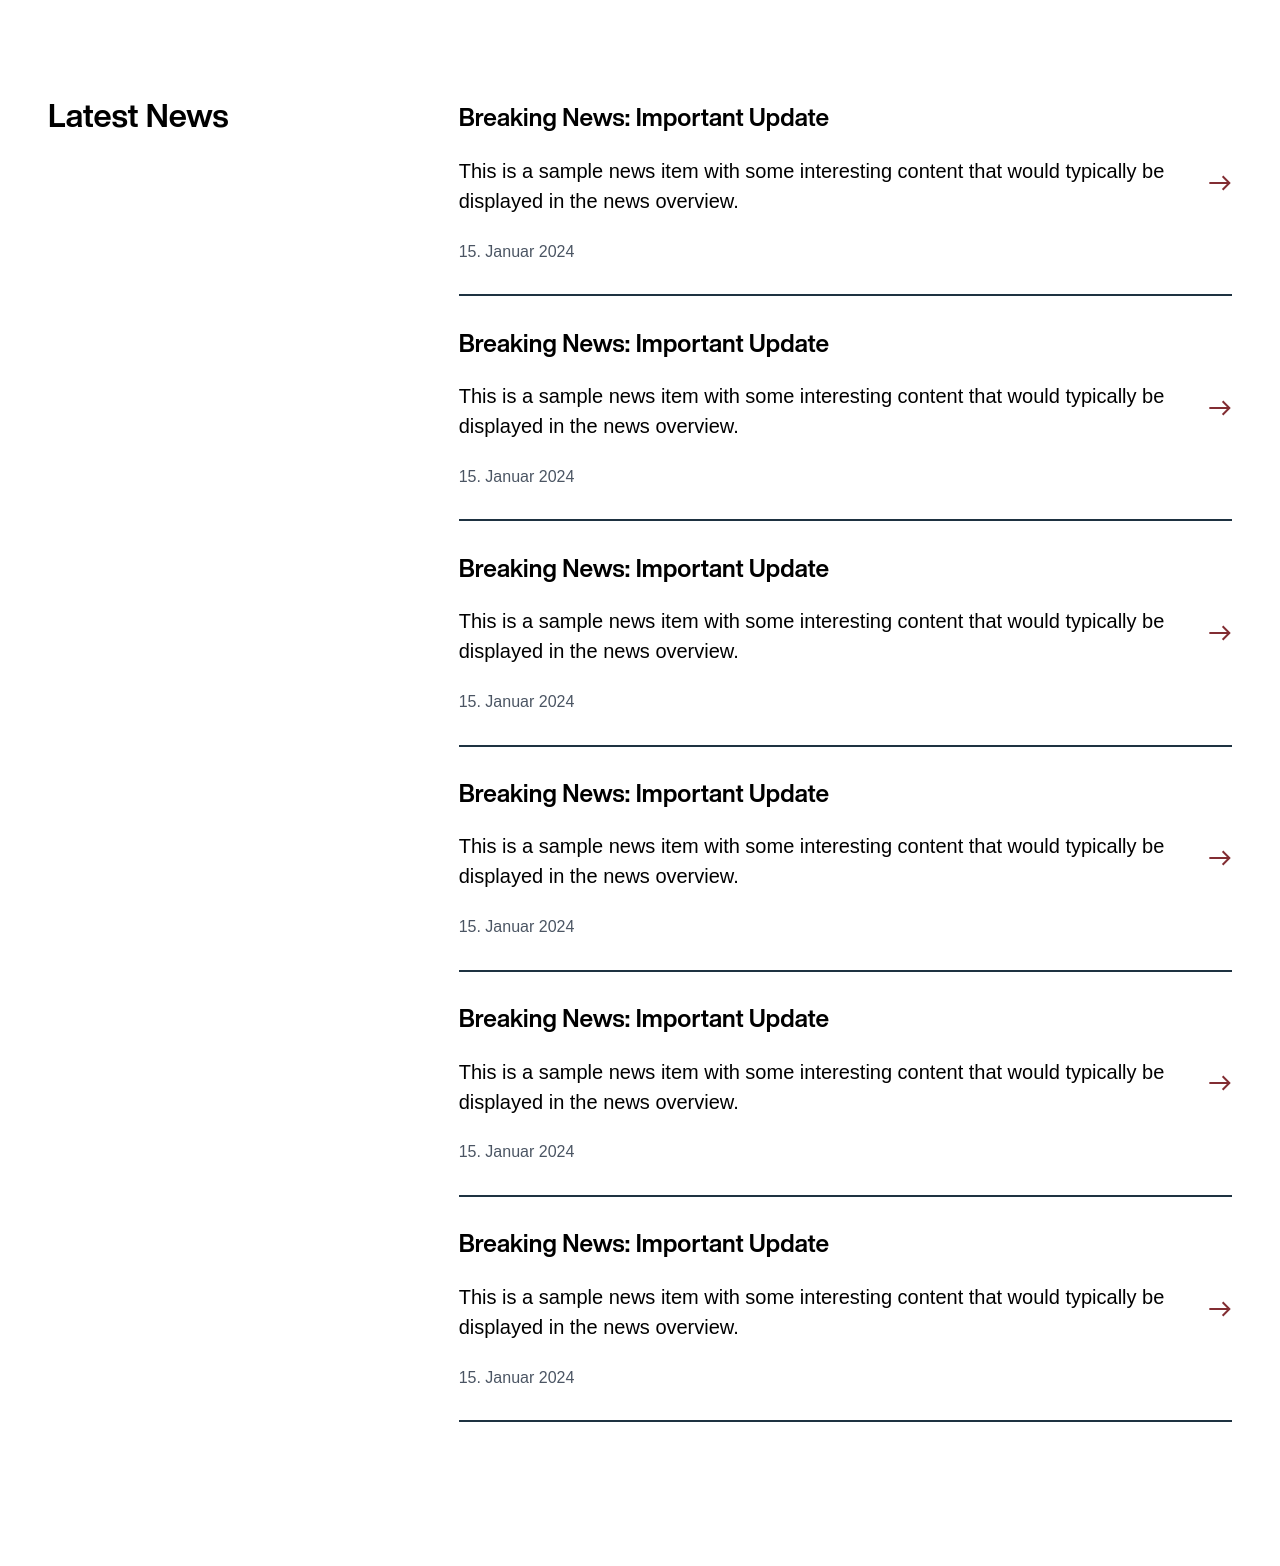 Latest News
Breaking News: Important Update
This is a sample news item with some interesting content that would typically be
displayed in the news overview.
15. Januar 2024
Breaking News: Important Update
This is a sample news item with some interesting content that would typically be
displayed in the news overview.
15. Januar 2024
Breaking News: Important Update
This is a sample news item with some interesting content that would typically be
displayed in the news overview.
15. Januar 2024
Breaking News: Important Update
This is a sample news item with some interesting content that would typically be
displayed in the news overview.
15. Januar 2024
Breaking News: Important Update
This is a sample news item with some interesting content that would typically be
displayed in the news overview.
15. Januar 2024
Breaking News: Important Update
This is a sample news item with some interesting content that would typically be
displayed in the news overview.
15. Januar 2024